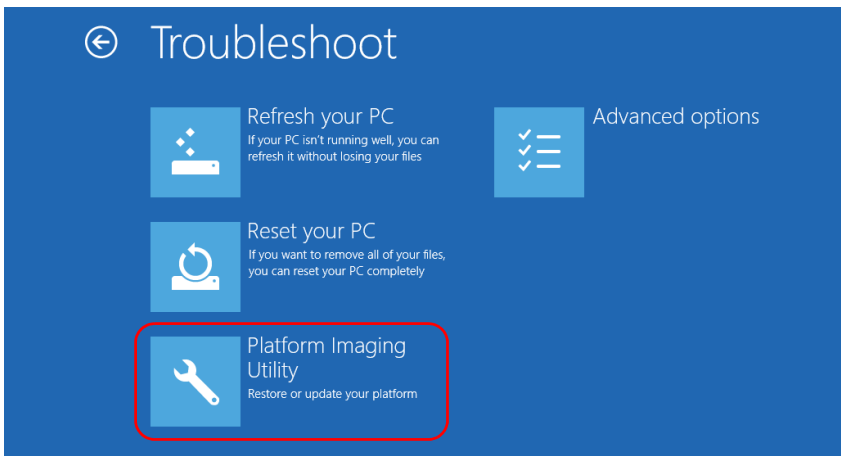 Troubleshoot
Refresh your PC
If your PC isn't running well, you can
refresh it without losing your files
Advanced options
Reset your PC
If you want to remove all of your files,
you can reset your PC completely
Platform Imaging
Utility
Restore or update your platform